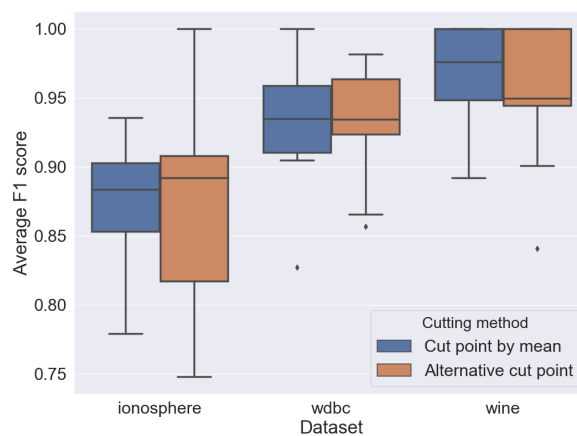 1.00
0.95
0.90
0.85
0.80
0.75
Average F1 score
Cutting method
Cut point by mean
Alternative cut point
ionosphere
wdbc
wine
Dataset